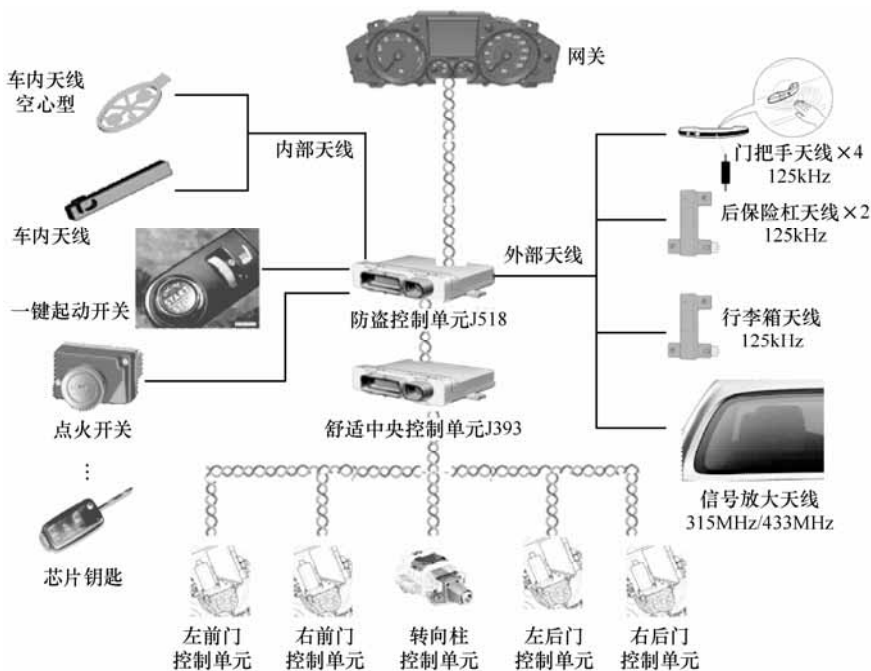 网关
车内天线
空心型
内部天线
车内天线
门把手天线×4
125kHz
后保险杠天线×2
125kHz
外部天线
START
一键起动开关
防盗控制单元J518
行李箱天线
125kHz
点火开关
舒适中央控制单元J393
⋮
信号放大天线
315MHz/433MHz
芯片钥匙
左前门
控制单元
右前门
控制单元
转向柱
控制单元
左后门
控制单元
右后门
控制单元